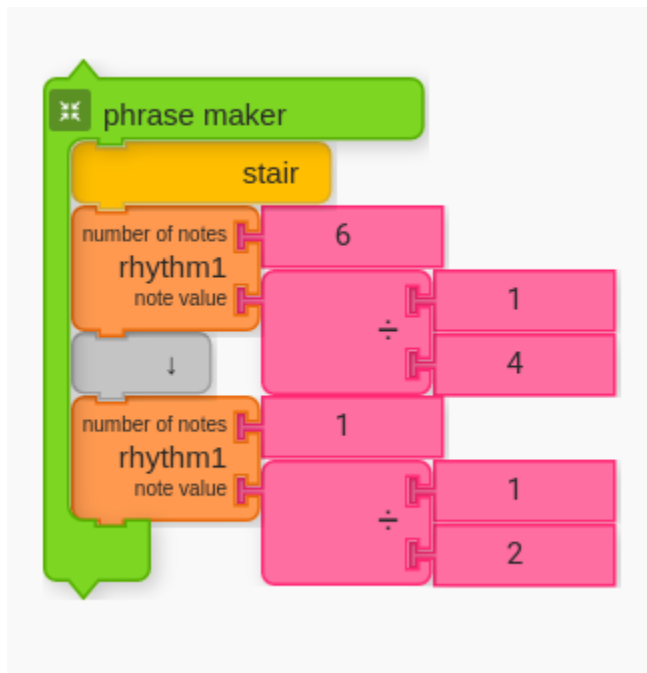 phrase maker
stair
number of notes 6
rhythm1
note value ÷ 1
4
↓
number of notes 1
rhythm1
note value ÷ 1
2